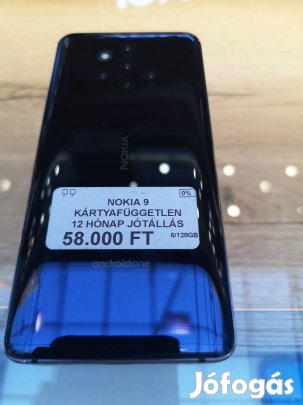 NOKIA
0%
NOKIA 9
KÁRTYAFÜGGETLEN
12 HÓNAP JÓTÁLLÁS
58.000 FT
6/128GB
androidone
Jófogás